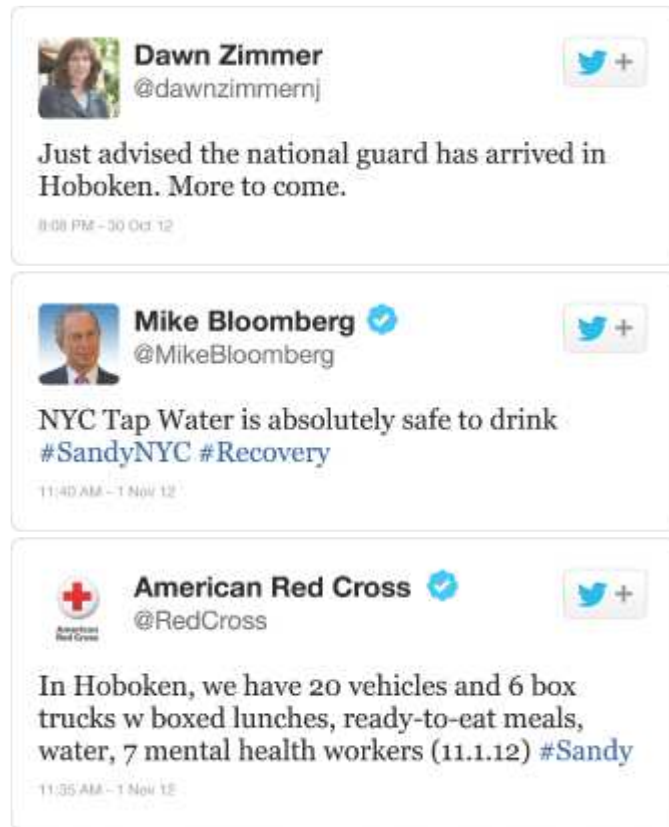 Dawn Zimmer
@dawnzimmernj
Just advised the national guard has arrived in
Hoboken. More to come.
8:08 PM – 30 Oct 12
Mike Bloomberg
@MikeBloomberg
NYC Tap Water is absolutely safe to drink
#SandyNYC #Recovery
11:40 AM – 1 Nov 12
American Red Cross
@RedCross
American
Red Cross
In Hoboken, we have 20 vehicles and 6 box
trucks w boxed lunches, ready-to-eat meals,
water, 7 mental health workers (11.1.12) #Sandy
11:35 AM – 1 Nov 12